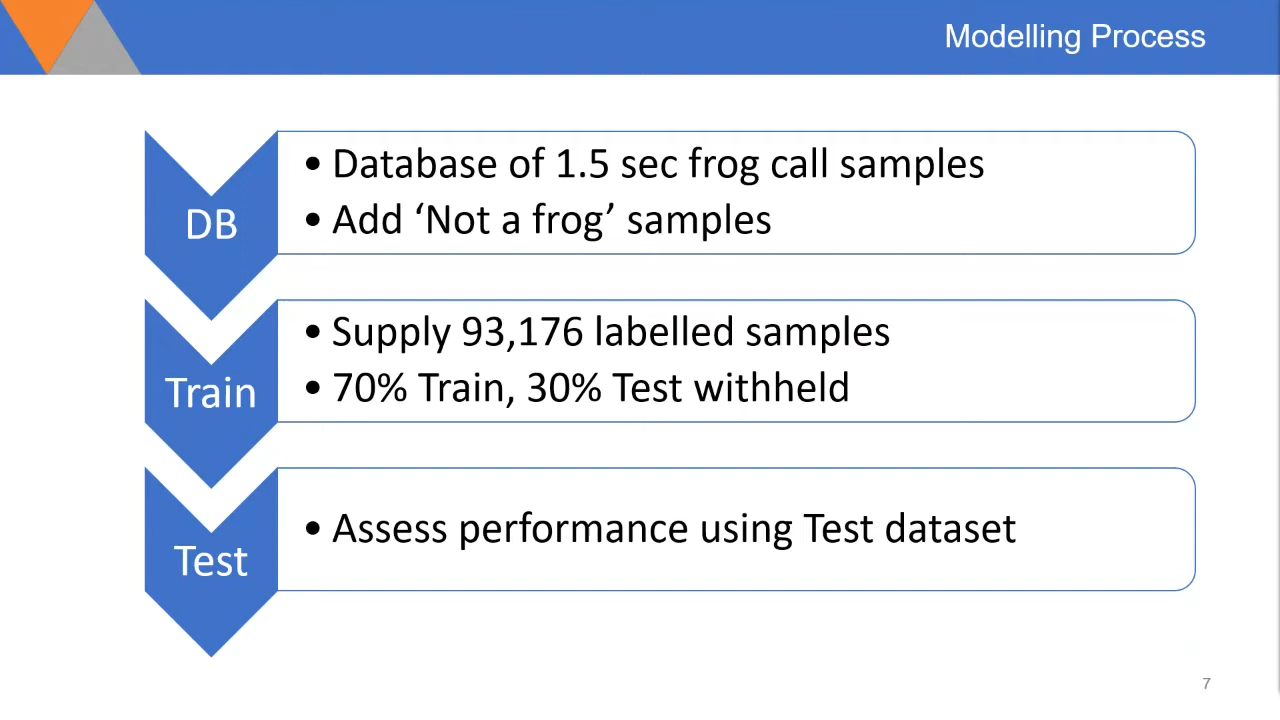 Modelling Process
DB
• Database of 1.5 sec frog call samples
• Add ‘Not a frog’ samples
Train
• Supply 93,176 labelled samples
• 70% Train, 30% Test withheld
Test
• Assess performance using Test dataset
7